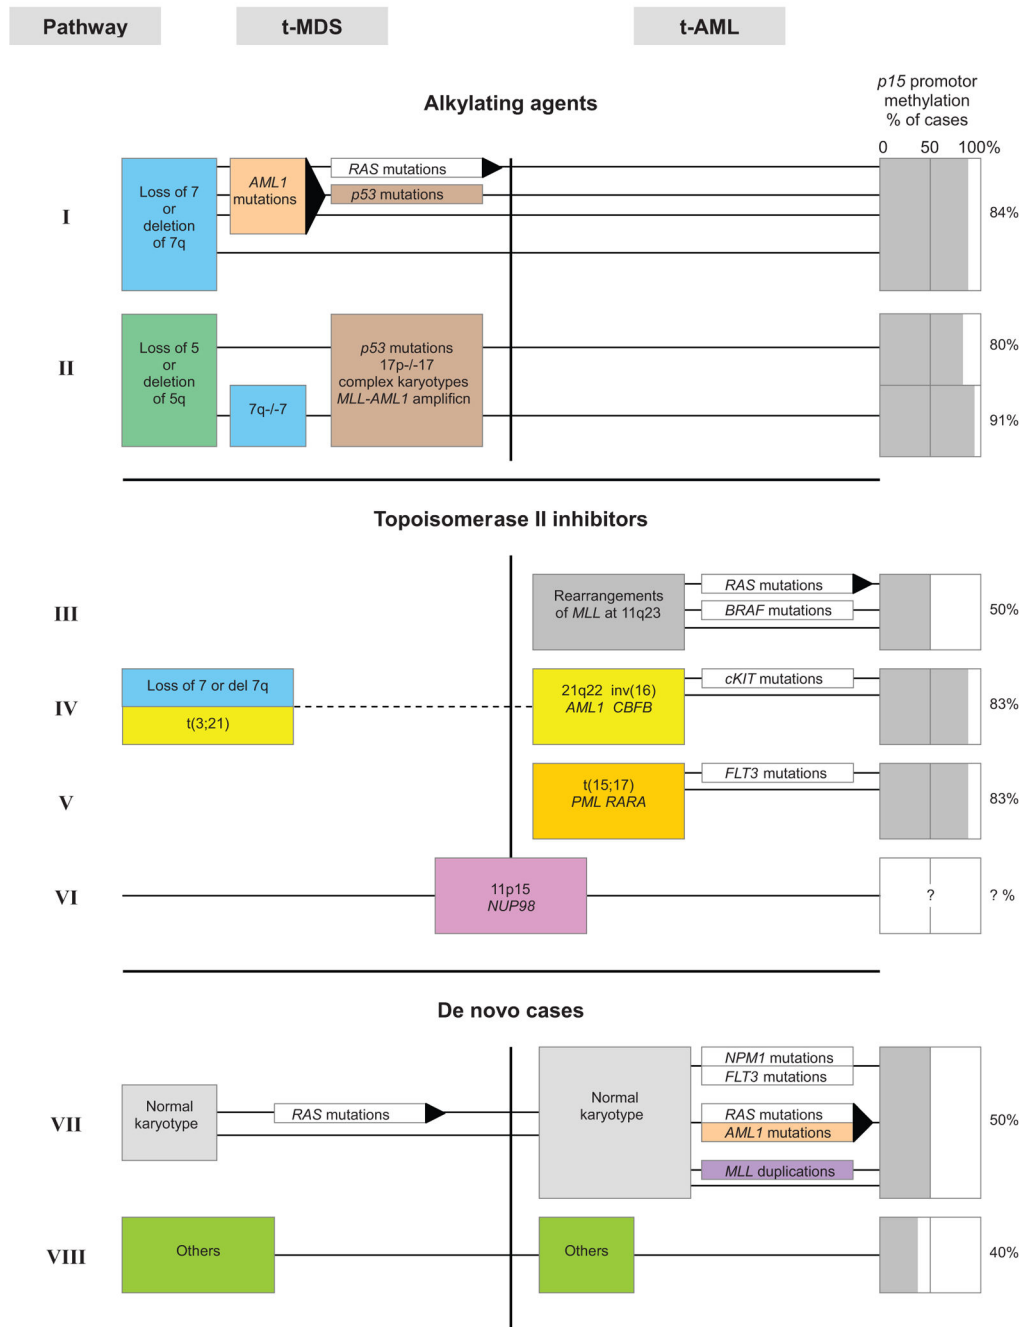 Pathway
t-MDS
t-AML
Alkylating agents
p15 promotor
methylation
% of cases
0 50 100%
I
Loss of 7
or
deletion
of 7q
AML1
mutations
RAS mutations
p53 mutations
84%
II
Loss of 5
or
deletion
of 5q
7q-/-7
p53 mutations
17p-/-17
complex karyotypes
MLL-AML1 amplificn
80%
91%
Topoisomerase II inhibitors
III
Rearrangements
of MLL at 11q23
RAS mutations
BRAF mutations
50%
IV
Loss of 7 or del 7q
t(3;21)
21q22 inv(16)
AML1 CBFB
cKIT mutations
83%
V
t(15;17)
PML RARA
FLT3 mutations
83%
VI
11p15
NUP98
?
? %
De novo cases
VII
Normal
karyotype
RAS mutations
Normal
karyotype
NPM1 mutations
FLT3 mutations
RAS mutations
AML1 mutations
MLL duplications
50%
VIII
Others
Others
40%